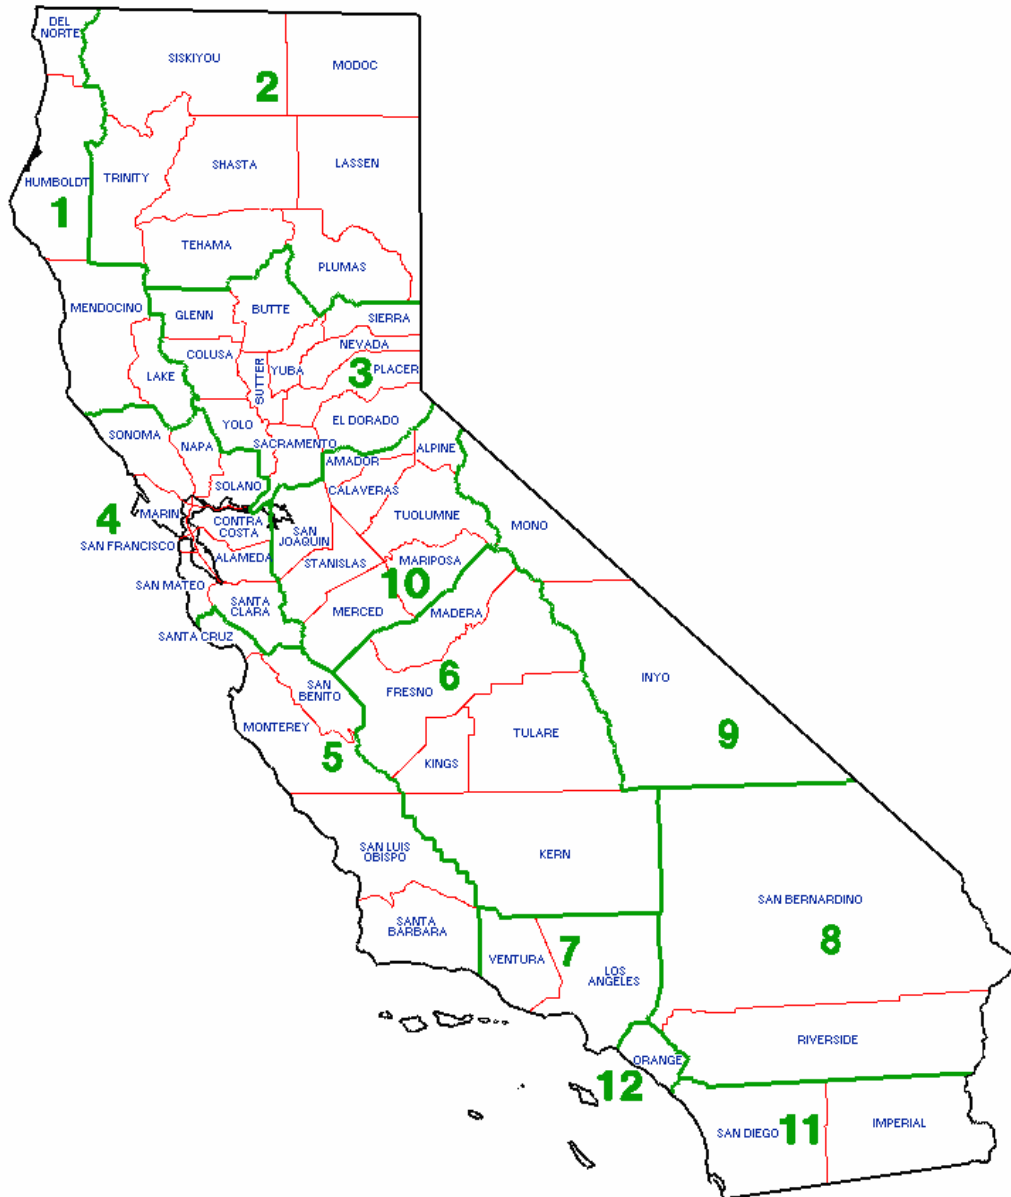 DEL
NORTE
SISKIYOU
MODOC
2
HUMBOLDT
TRINITY
SHASTA
LASSEN
1
TEHAMA
PLUMAS
MENDOCINO
GLENN
BUTTE
SIERRA
NEVADA
COLUSA
LAKE
SUTTER
YUBA
3
PLACER
SONOMA
YOLO
EL DORADO
NAPA
SACRAMENTO
ALPINE
AMADOR
SOLANO
CALAVERAS
4
MARIN
CONTRA
COSTA
SAN
JOAQUIN
TUOLUMNE
MONO
SAN FRANCISCO
ALAMEDA
STANISLAS
MARIPOSA
10
SAN MATEO
SANTA
CLARA
MERCED
MADERA
SANTA CRUZ
SAN
BENITO
FRESNO
6
INYO
MONTEREY
5
KINGS
TULARE
9
SAN LUIS
OBISPO
KERN
SAN BERNARDINO
SANTA
BARBARA
VENTURA
7
LOS
ANGELES
8
ORANGE
RIVERSIDE
12
SAN DIEGO
11
IMPERIAL